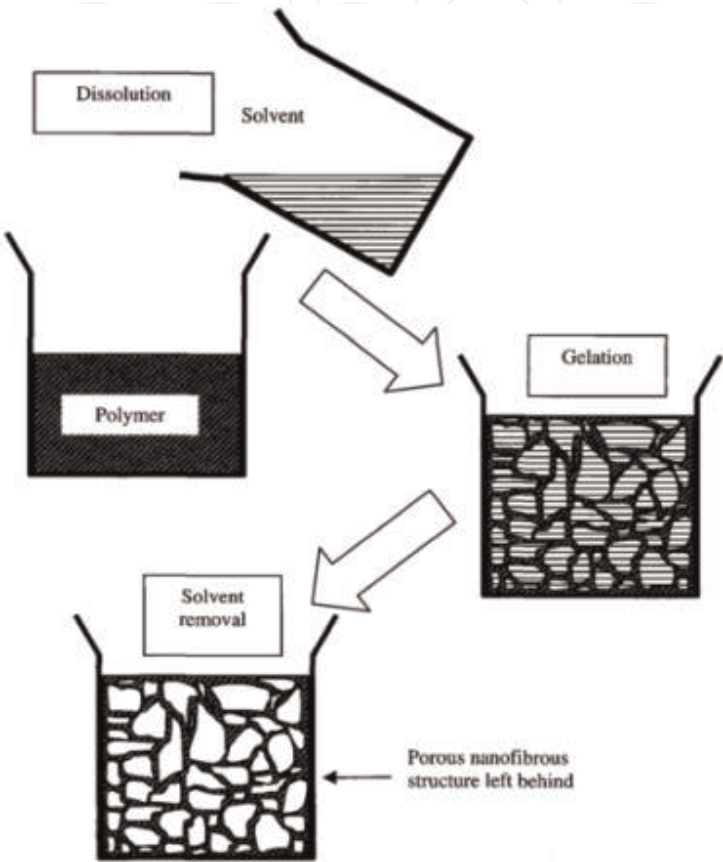 Dissolution
Solvent
Polymer
Gelation
Solvent
removal
Porous nanofibrous
structure left behind